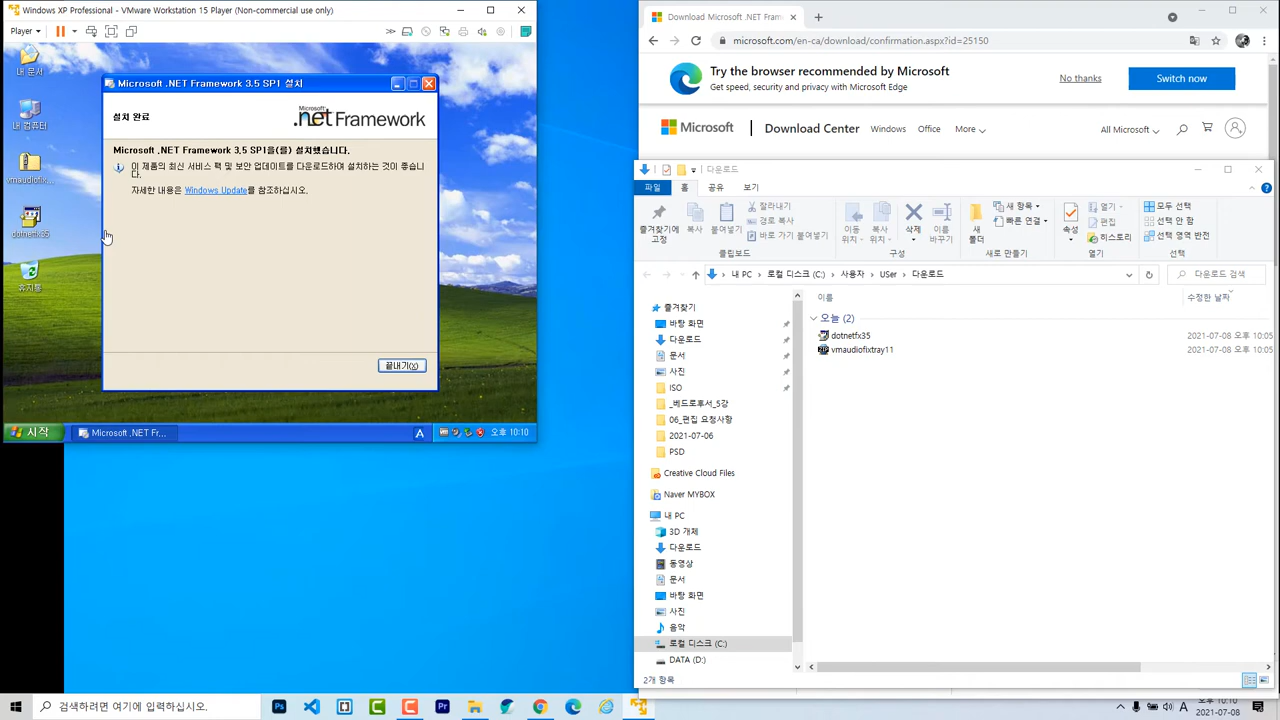 Windows XP Professional - VMware Workstation 15 Player (Non-commercial use only)
Player
내 문서
내 컴퓨터
vmaudiofix...
dotnetfx35
휴지통
Microsoft .NET Framework 3.5 SP1 설치
설치 완료
Microsoft
.net Framework
Microsoft .NET Framework 3.5 SP1을(를) 설치했습니다.
이 제품의 최신 서비스 팩 및 보안 업데이트를 다운로드하여 설치하는 것이 좋습니
다.
자세한 내용은 Windows Update를 참조하십시오.
끝내기(X)
시작
Microsoft .NET Fr...
A
오후 10:10
Download Microsoft .NET Fram
microsoft.com/en-ca/download/confirmation.aspx?id=25150
Try the browser recommended by Microsoft
Get speed, security and privacy with Microsoft Edge
No thanks
Switch now
Microsoft
Download Center
Windows
Office
More
All Microsoft
다운로드
파일
홈
공유
보기
즐겨찾기에
고정
복사
붙여넣기
잘라내기
경로 복사
바로 가기 붙여넣기
클립보드
이동
위치
복사
위치
삭제
이름
바꾸기
구성
새
폴더
새 항목
빠른 연결
새로 만들기
속성
열기
편집
히스토리
열기
모두 선택
선택 안 함
선택 영역 반전
선택
내 PC
로컬 디스크 (C:)
사용자
USer
다운로드
다운로드 검색
이름
수정한 날짜
오늘 (2)
dotnetfx35
2021-07-08 오후 10:05
vmaudiofixtray11
2021-07-08 오후 10:05
즐겨찾기
바탕 화면
다운로드
문서
사진
ISO
_베드로후서_5강
06_편집 요청사항
2021-07-06
PSD
Creative Cloud Files
Naver MYBOX
내 PC
3D 개체
다운로드
동영상
문서
바탕 화면
사진
음악
로컬 디스크 (C:)
DATA (D:)
2개 항목
검색하려면 여기에 입력하십시오.
Ps
Pr
A
오후 10:10
2021-07-08